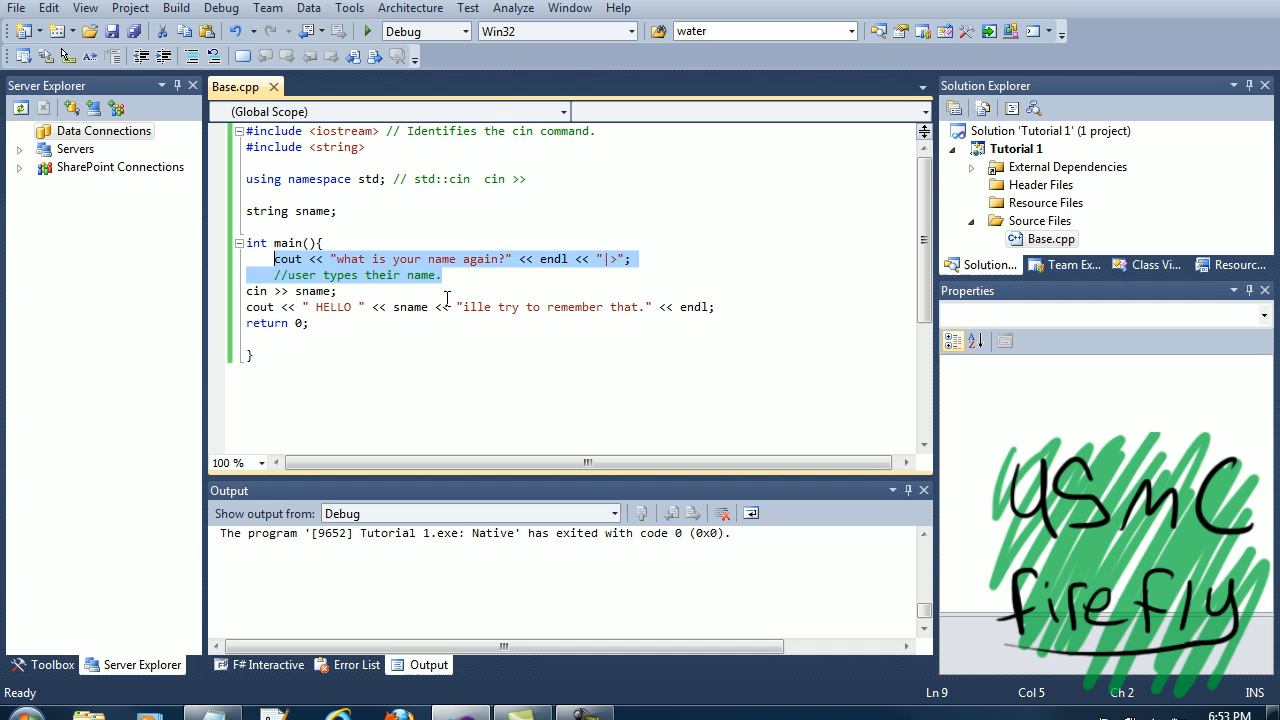 File Edit View Project Build Debug Team Data Tools Architecture Test Analyze Window Help
Debug Win32 water
Server Explorer
Data Connections
Servers
SharePoint Connections
Base.cpp
(Global Scope)
#include <iostream> // Identifies the cin command.
#include <string>
using namespace std; // std::cin  cin >>
string sname;
int main(){
cout << "what is your name again?" << endl << "|>";
//user types their name.
cin >> sname;
cout << " HELLO " << sname << "ille try to remember that." << endl;
return 0;
}
100 %
Solution Explorer
Solution 'Tutorial 1' (1 project)
Tutorial 1
External Dependencies
Header Files
Resource Files
Source Files
Base.cpp
Solution... Team Ex... Class Vi... Resourc...
Properties
Output
Show output from: Debug
The program '[9652] Tutorial 1.exe: Native' has exited with code 0 (0x0).
Toolbox Server Explorer F# Interactive Error List Output
USMC
firefly
Ready Ln 9 Col 5 Ch 2 INS
6:53 PM